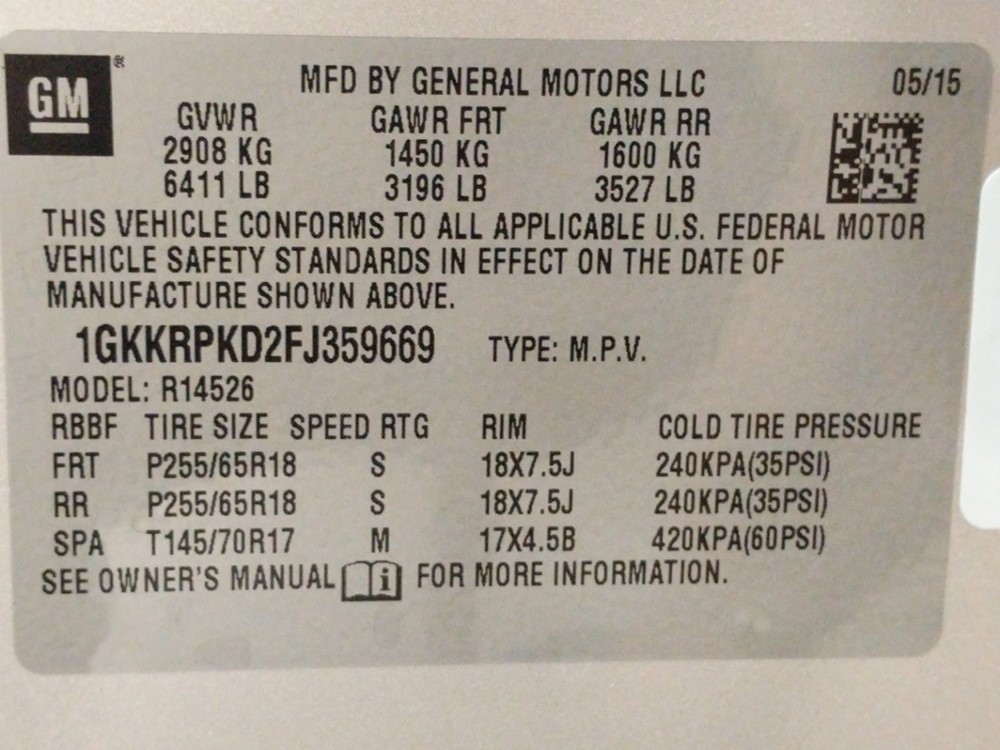 GM ®
MFD BY GENERAL MOTORS LLC 05/15
GVWR GAWR FRT GAWR RR
2908 KG 1450 KG 1600 KG
6411 LB 3196 LB 3527 LB
THIS VEHICLE CONFORMS TO ALL APPLICABLE U.S. FEDERAL MOTOR
VEHICLE SAFETY STANDARDS IN EFFECT ON THE DATE OF
MANUFACTURE SHOWN ABOVE.
1GKKRPKD2FJ359669 TYPE: M.P.V.
MODEL: R14526
RBBF TIRE SIZE SPEED RTG RIM COLD TIRE PRESSURE
FRT P255/65R18 S 18X7.5J 240KPA(35PSI)
RR P255/65R18 S 18X7.5J 240KPA(35PSI)
SPA T145/70R17 M 17X4.5B 420KPA(60PSI)
SEE OWNER'S MANUAL i FOR MORE INFORMATION.